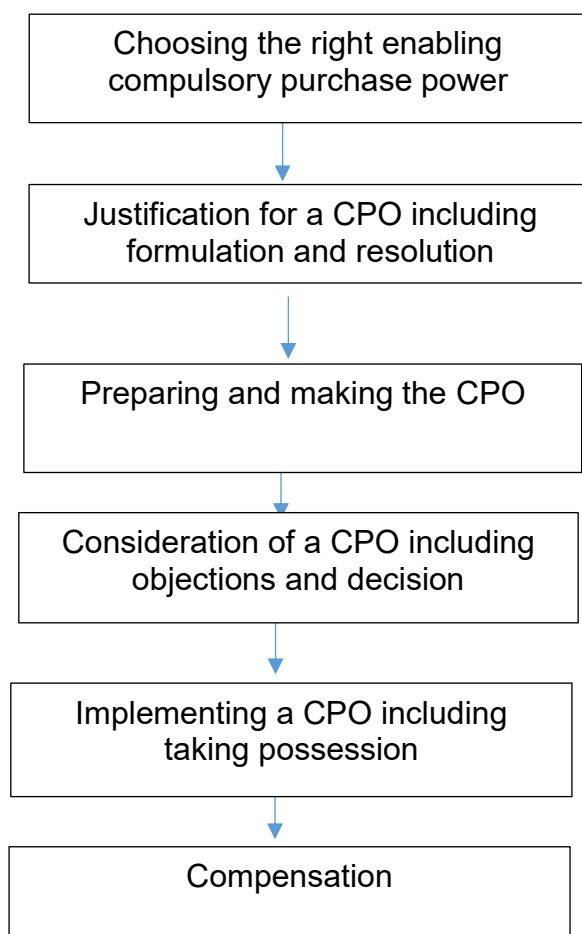 Choosing the right enabling
compulsory purchase power
Justification for a CPO including
formulation and resolution
Preparing and making the CPO
Consideration of a CPO including
objections and decision
Implementing a CPO including
taking possession
Compensation